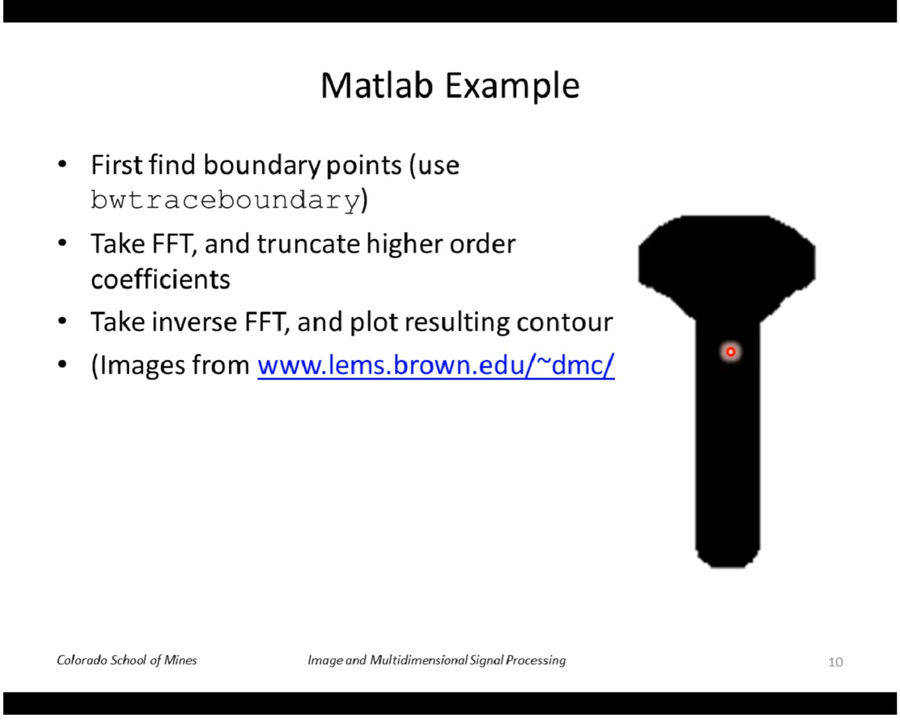 Matlab Example
• First find boundary points (use
bwtraceboundary)
• Take FFT, and truncate higher order
coefficients
• Take inverse FFT, and plot resulting contour
• (Images from www.lems.brown.edu/~dmc/
Colorado School of Mines
Image and Multidimensional Signal Processing
10